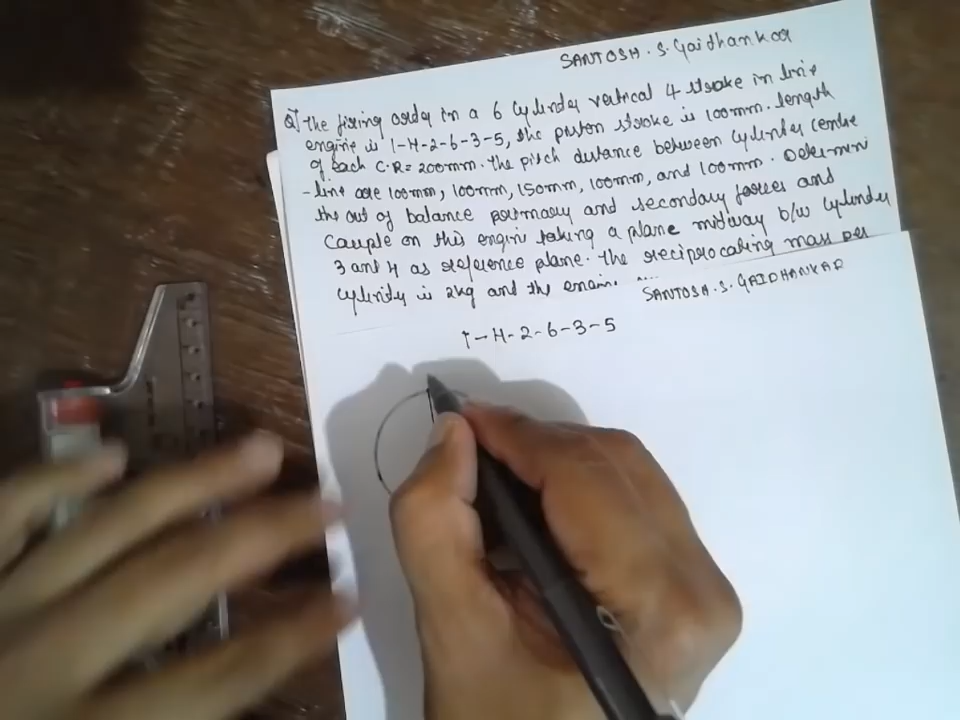 SANTOSH.S.Gaidhankar
Q] The firing order in a 6 cylinder vertical 4 stroke in line
engine is 1-4-2-6-3-5, the piston stroke is 100mm. length
of each C.R = 200mm. The pitch distance between cylinder centre
-line are 100mm, 100mm, 150mm, 100mm, and 100mm. Determini
the out of balance primary and secondary forces and
Couple on this engin taking a plane midway b/w cylinder
3 and 4 as reference plane. The reciprocating mass per
cylindr is 2kg and the
SANTOSH.S.GAIDHANKAR
1-4-2-6-3-5